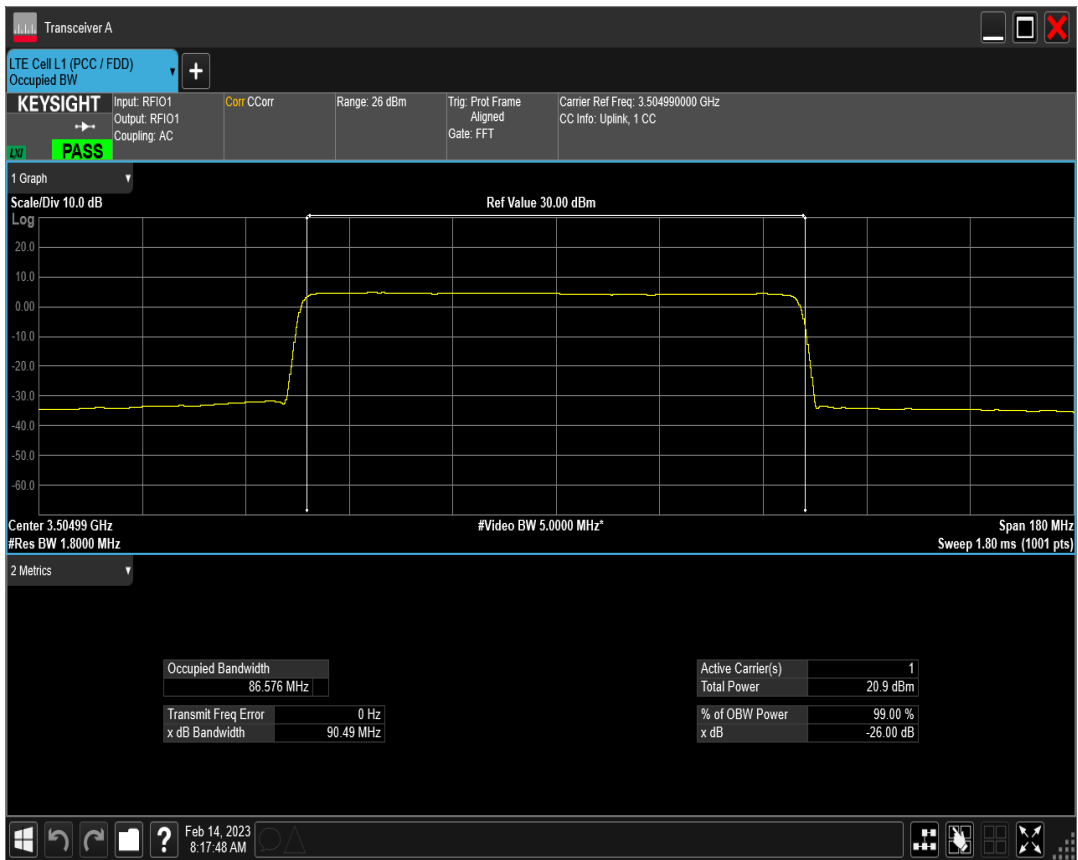 Transceiver A
LTE Cell L1 (PCC / FDD)
Occupied BW
+
KEYSIGHT
LXI
PASS
Input: RFIO1
Output: RFIO1
Coupling: AC
Corr CCorr
Range: 26 dBm
Trig: Prot Frame
Aligned
Gate: FFT
Carrier Ref Freq: 3.504990000 GHz
CC Info: Uplink, 1 CC
1 Graph
Scale/Div 10.0 dB
Ref Value 30.00 dBm
Log
20.0
10.0
0.00
-10.0
-20.0
-30.0
-40.0
-50.0
-60.0
Center 3.50499 GHz
#Video BW 5.0000 MHz*
Span 180 MHz
#Res BW 1.8000 MHz
Sweep 1.80 ms (1001 pts)
2 Metrics
Occupied Bandwidth
86.576 MHz
Transmit Freq Error 0 Hz
x dB Bandwidth 90.49 MHz
Active Carrier(s) 1
Total Power 20.9 dBm
% of OBW Power 99.00 %
x dB -26.00 dB
?
Feb 14, 2023
8:17:48 AM